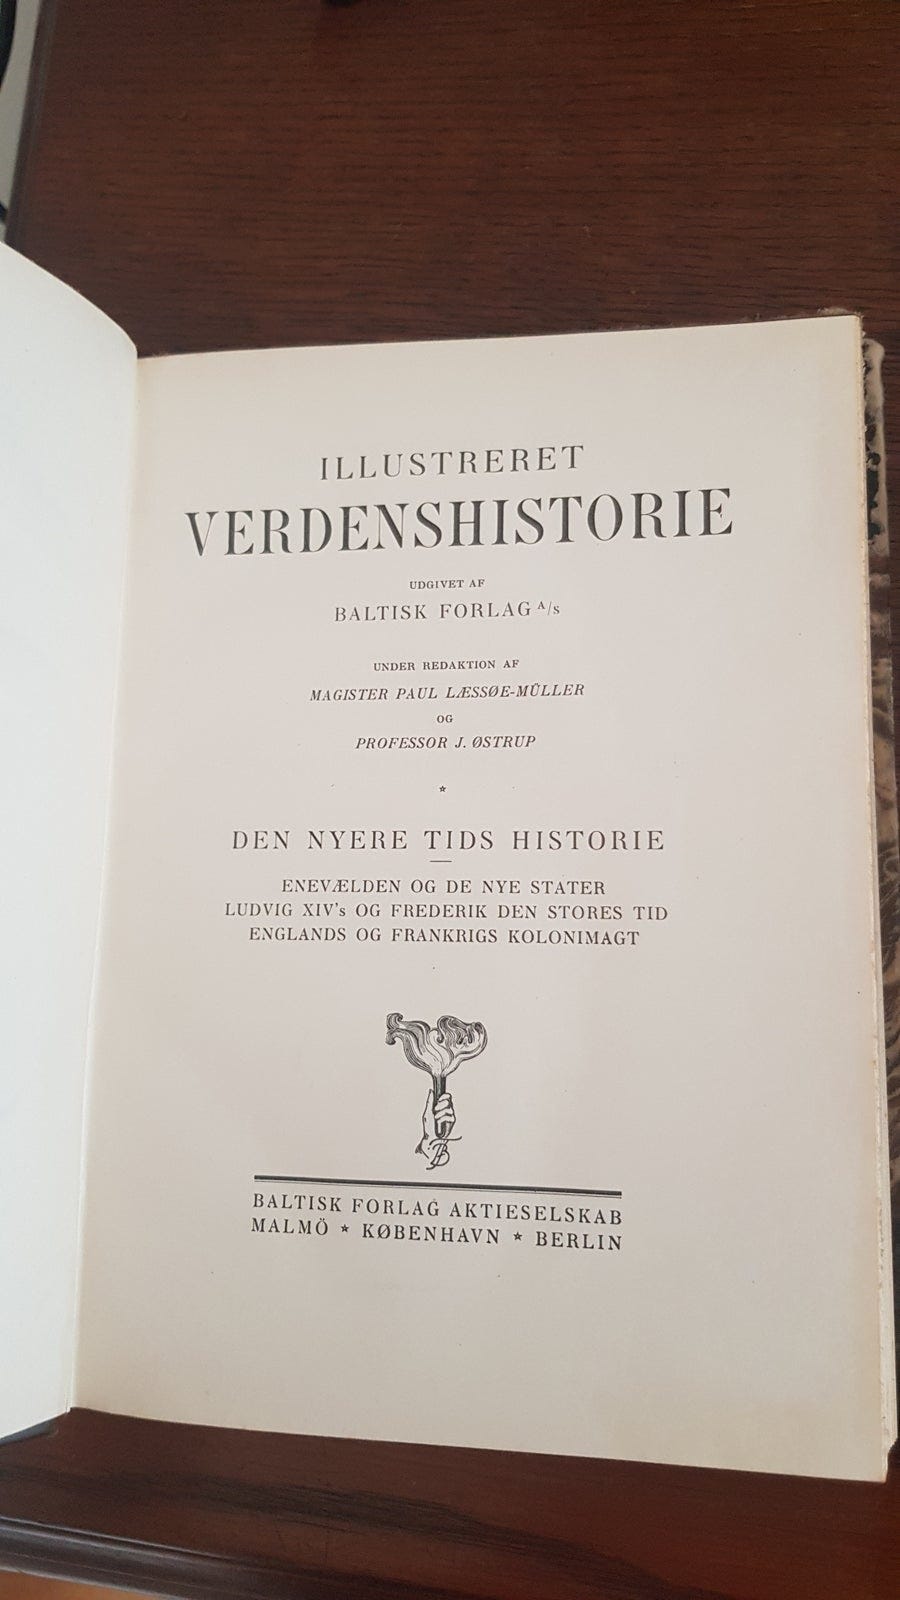 ILLUSTRERET
VERDENSHISTORIE
UDGIVET AF
BALTISK FORLAG A/s
UNDER REDAKTION AF
MAGISTER PAUL LÆSSØE-MÜLLER
OG
PROFESSOR J. ØSTRUP
*
DEN NYERE TIDS HISTORIE
ENEVÆLDEN OG DE NYE STATER
LUDVIG XIV's OG FREDERIK DEN STORES TID
ENGLANDS OG FRANKRIGS KOLONIMAGT
BF
BALTISK FORLAG AKTIESELSKAB
MALMÖ * KØBENHAVN * BERLIN